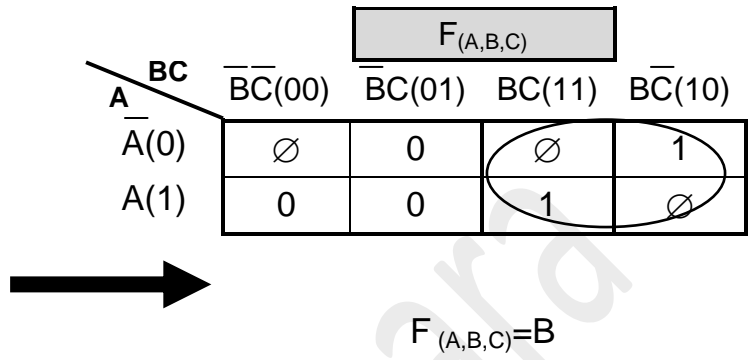 F(A,B,C)
BC
A
B̅C̅(00) B̅C(01) BC(11) BC̅(10)
A̅(0) ∅ 0 ∅ 1
A(1) 0 0 1 ∅
F (A,B,C)=B